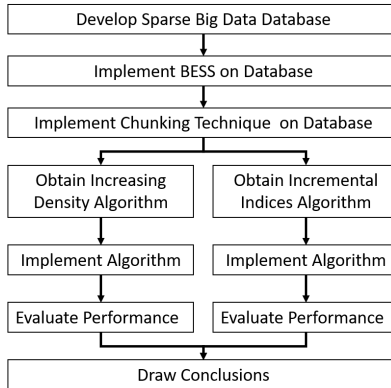 Develop Sparse Big Data Database
Implement BESS on Database
Implement Chunking Technique on Database
Obtain Increasing
Density Algorithm
Obtain Incremental
Indices Algorithm
Implement Algorithm
Implement Algorithm
Evaluate Performance
Evaluate Performance
Draw Conclusions